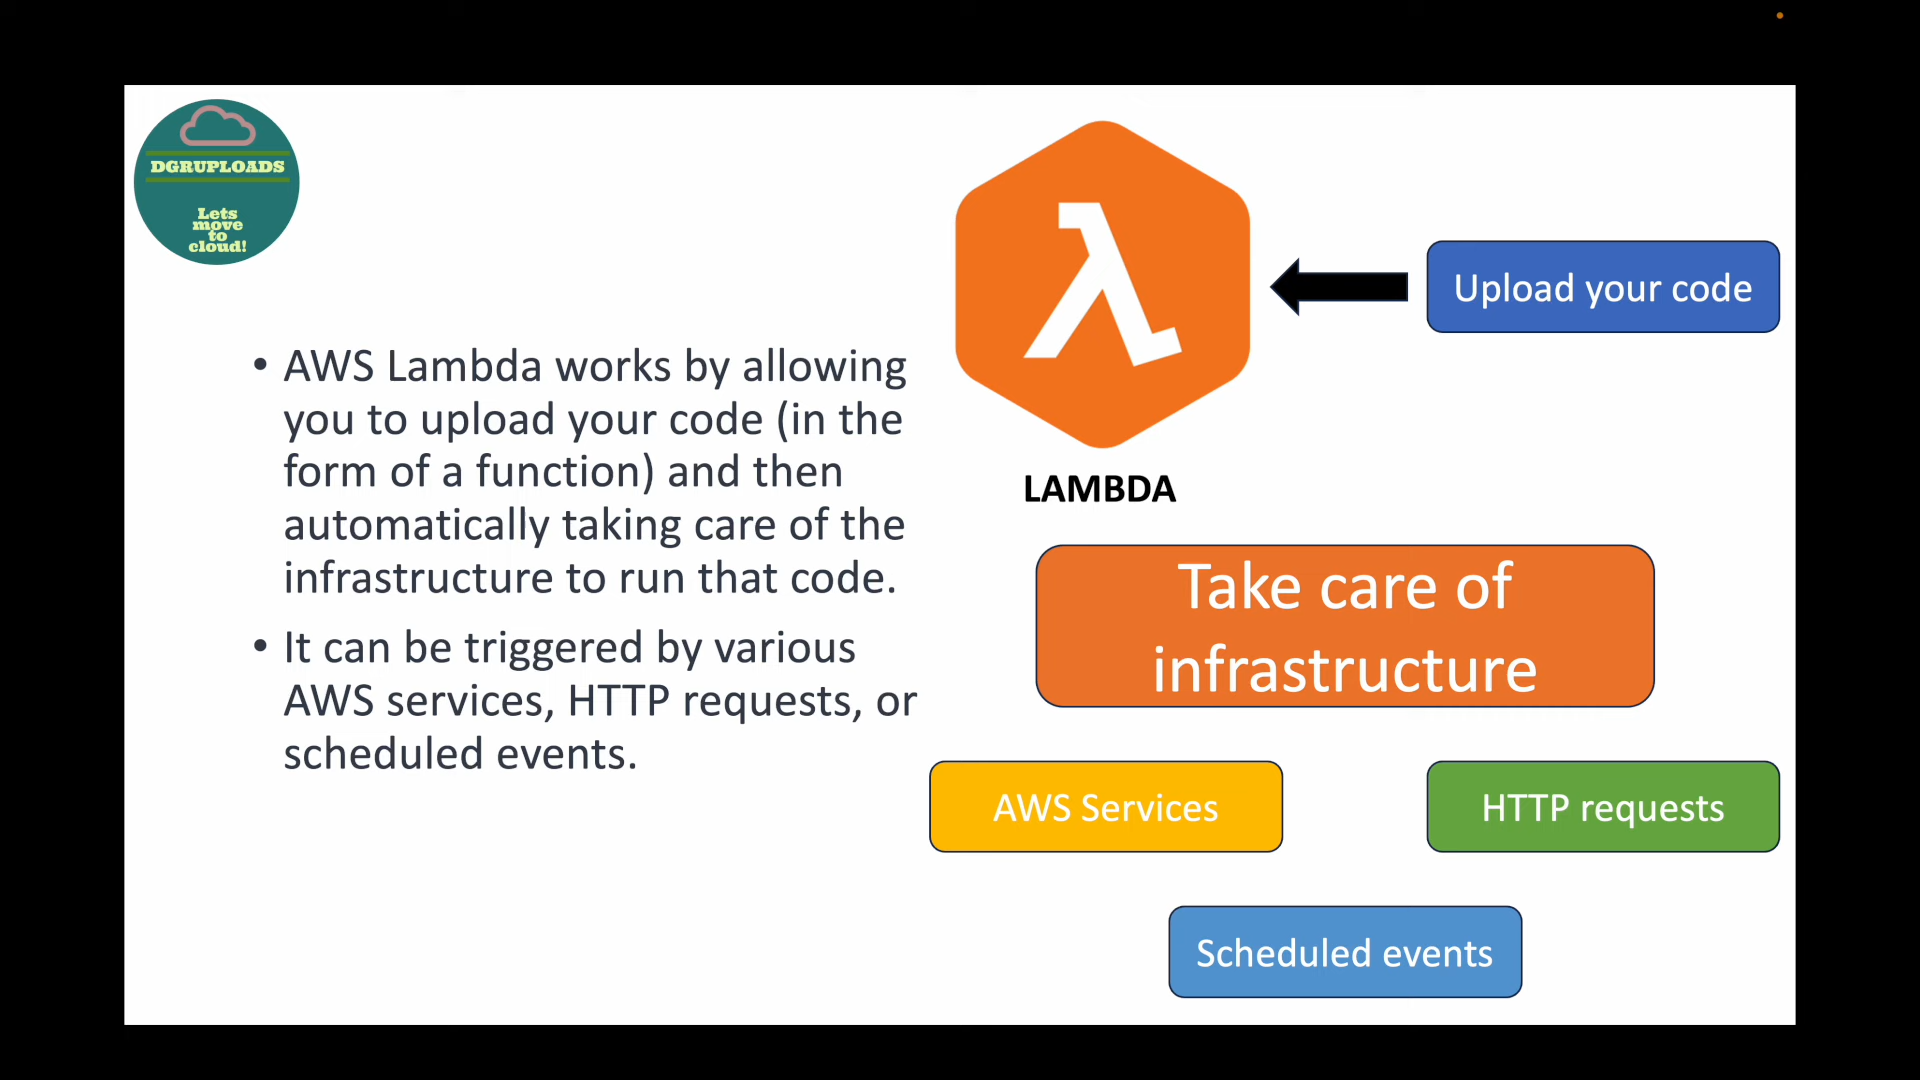 DGRUPLOADS
Lets
move
to
cloud!
• AWS Lambda works by allowing
you to upload your code (in the
form of a function) and then
automatically taking care of the
infrastructure to run that code.
• It can be triggered by various
AWS services, HTTP requests, or
scheduled events.
λ
Upload your code
LAMBDA
Take care of
infrastructure
AWS Services
HTTP requests
Scheduled events